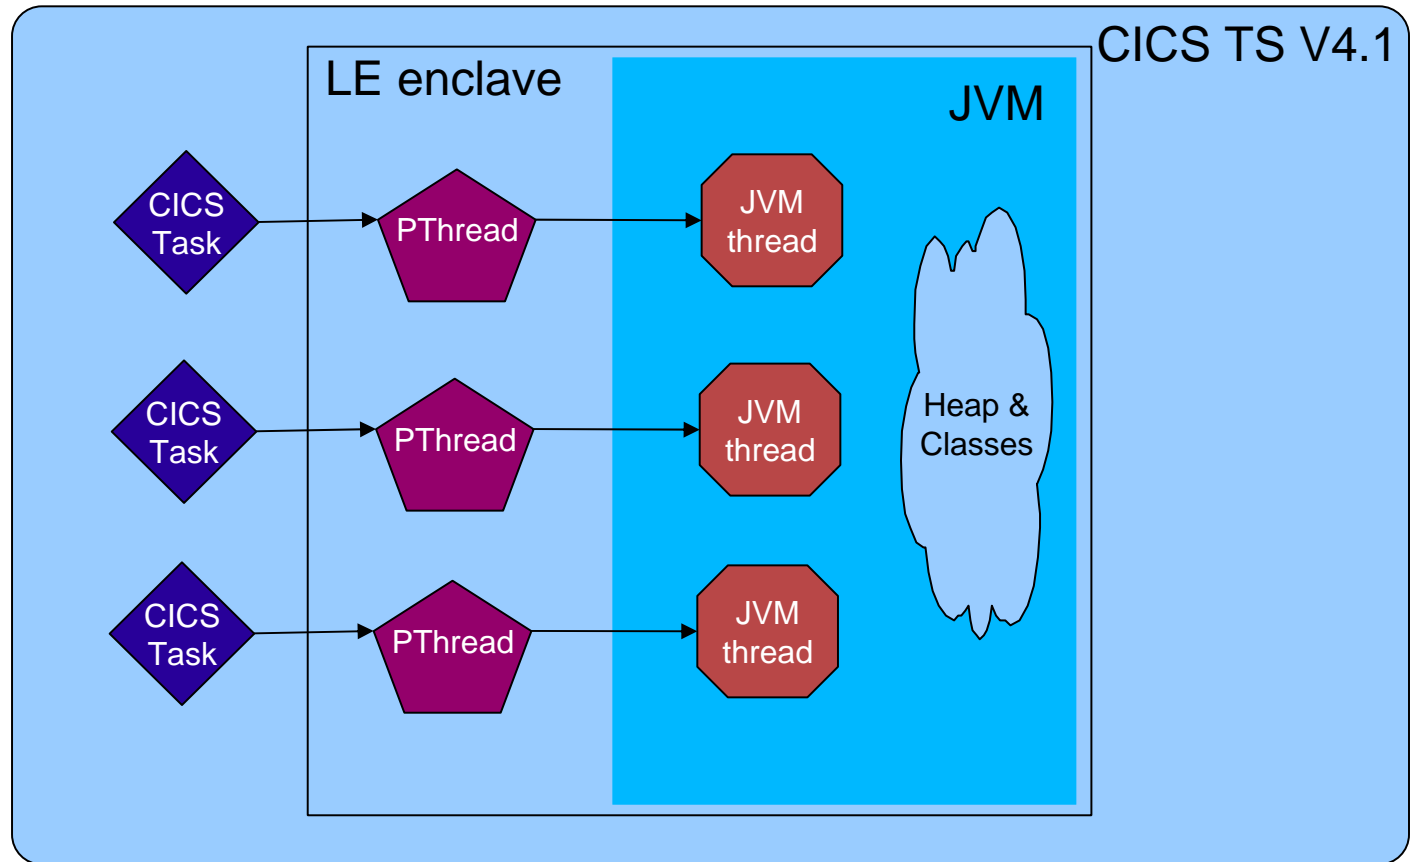 CICS TS V4.1
LE enclave
JVM
CICS
Task
PThread
JVM
thread
CICS
Task
PThread
JVM
thread
Heap &
Classes
CICS
Task
PThread
JVM
thread